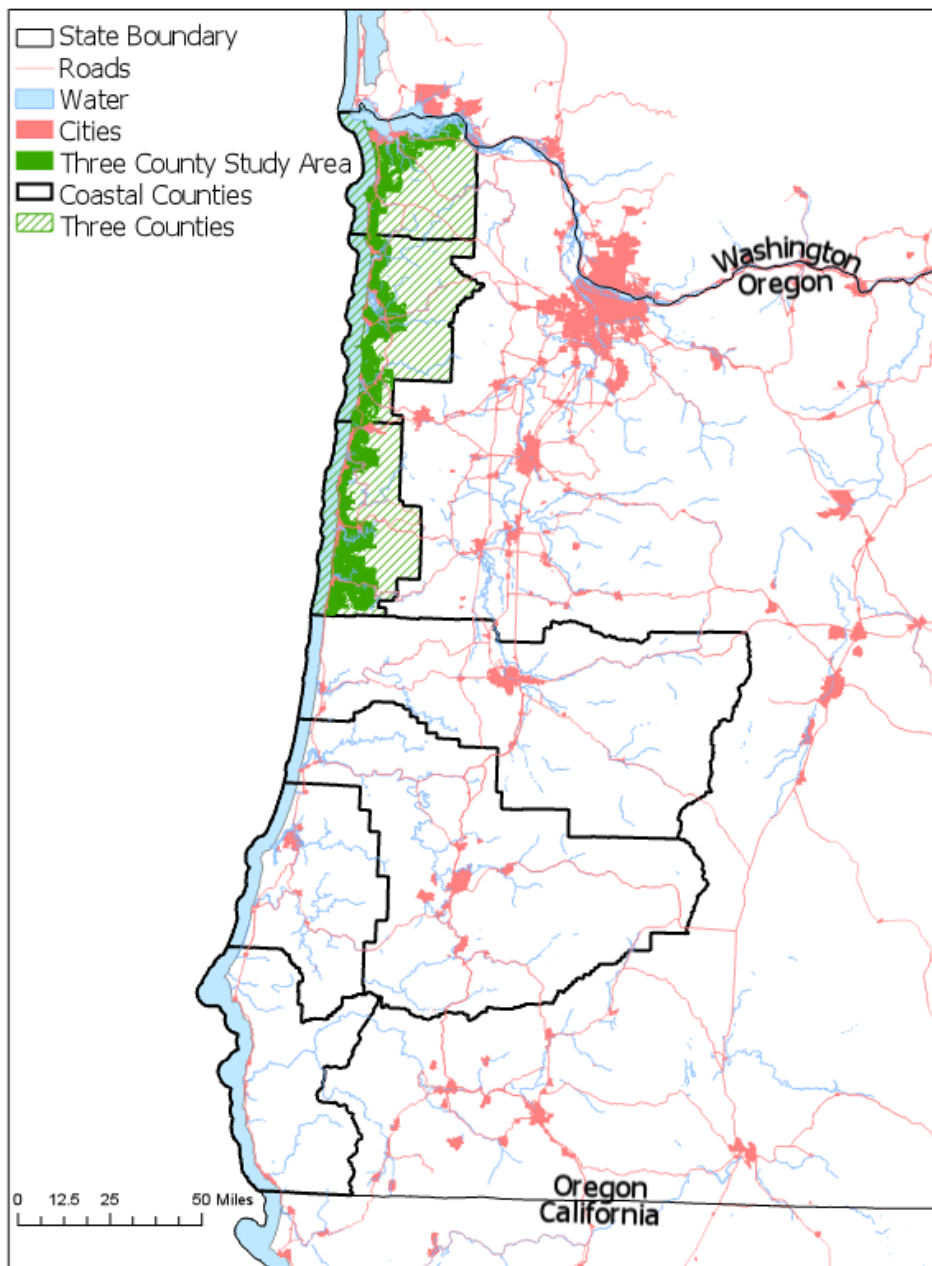 State Boundary
Roads
Water
Cities
Three County Study Area
Coastal Counties
Three Counties
Washington
Oregon
0 12.5 25 50 Miles
Oregon
California